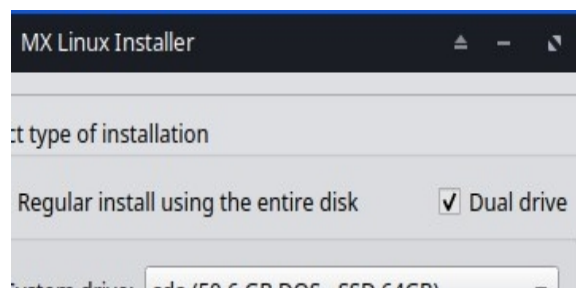 MX Linux Installer
ct type of installation
Regular install using the entire disk
Dual drive